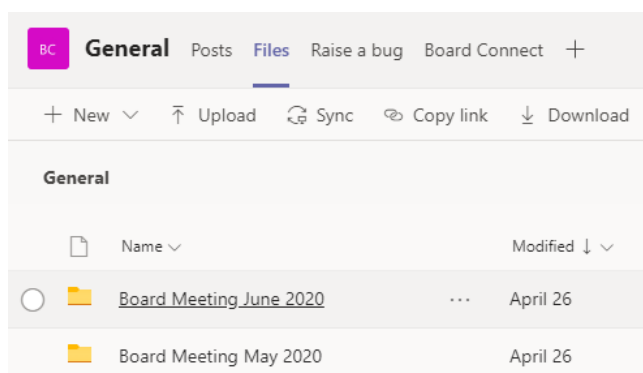 BC General Posts Files Raise a bug Board Connect
New Upload Sync Copy link Download
General
Name Modified
Board Meeting June 2020 ... April 26
Board Meeting May 2020 April 26